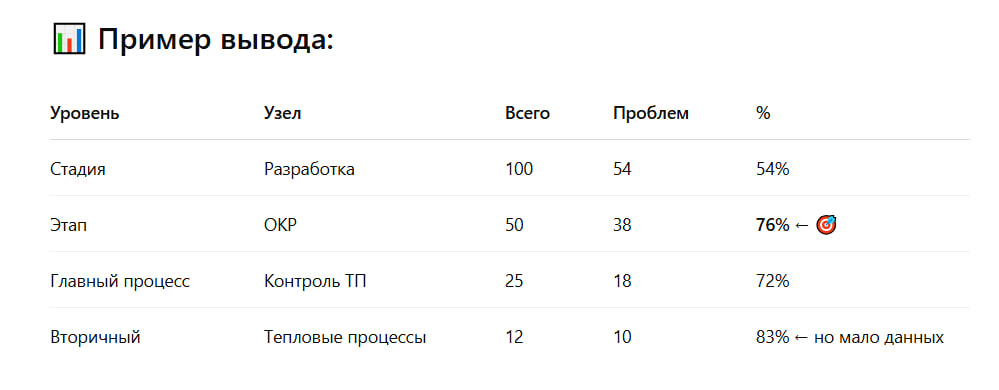 📊 Пример вывода:
Уровень Узел Всего Проблем %
Стадия Разработка 100 54 54%
Этап ОКР 50 38 76% ← 🎯
Главный процесс Контроль ТП 25 18 72%
Вторичный Тепловые процессы 12 10 83% ← но мало данных